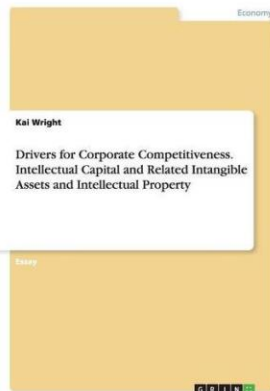 Economy
Kai Wright
Drivers for Corporate Competitiveness.
Intellectual Capital and Related Intangible
Assets and Intellectual Property
Essay
GRIN